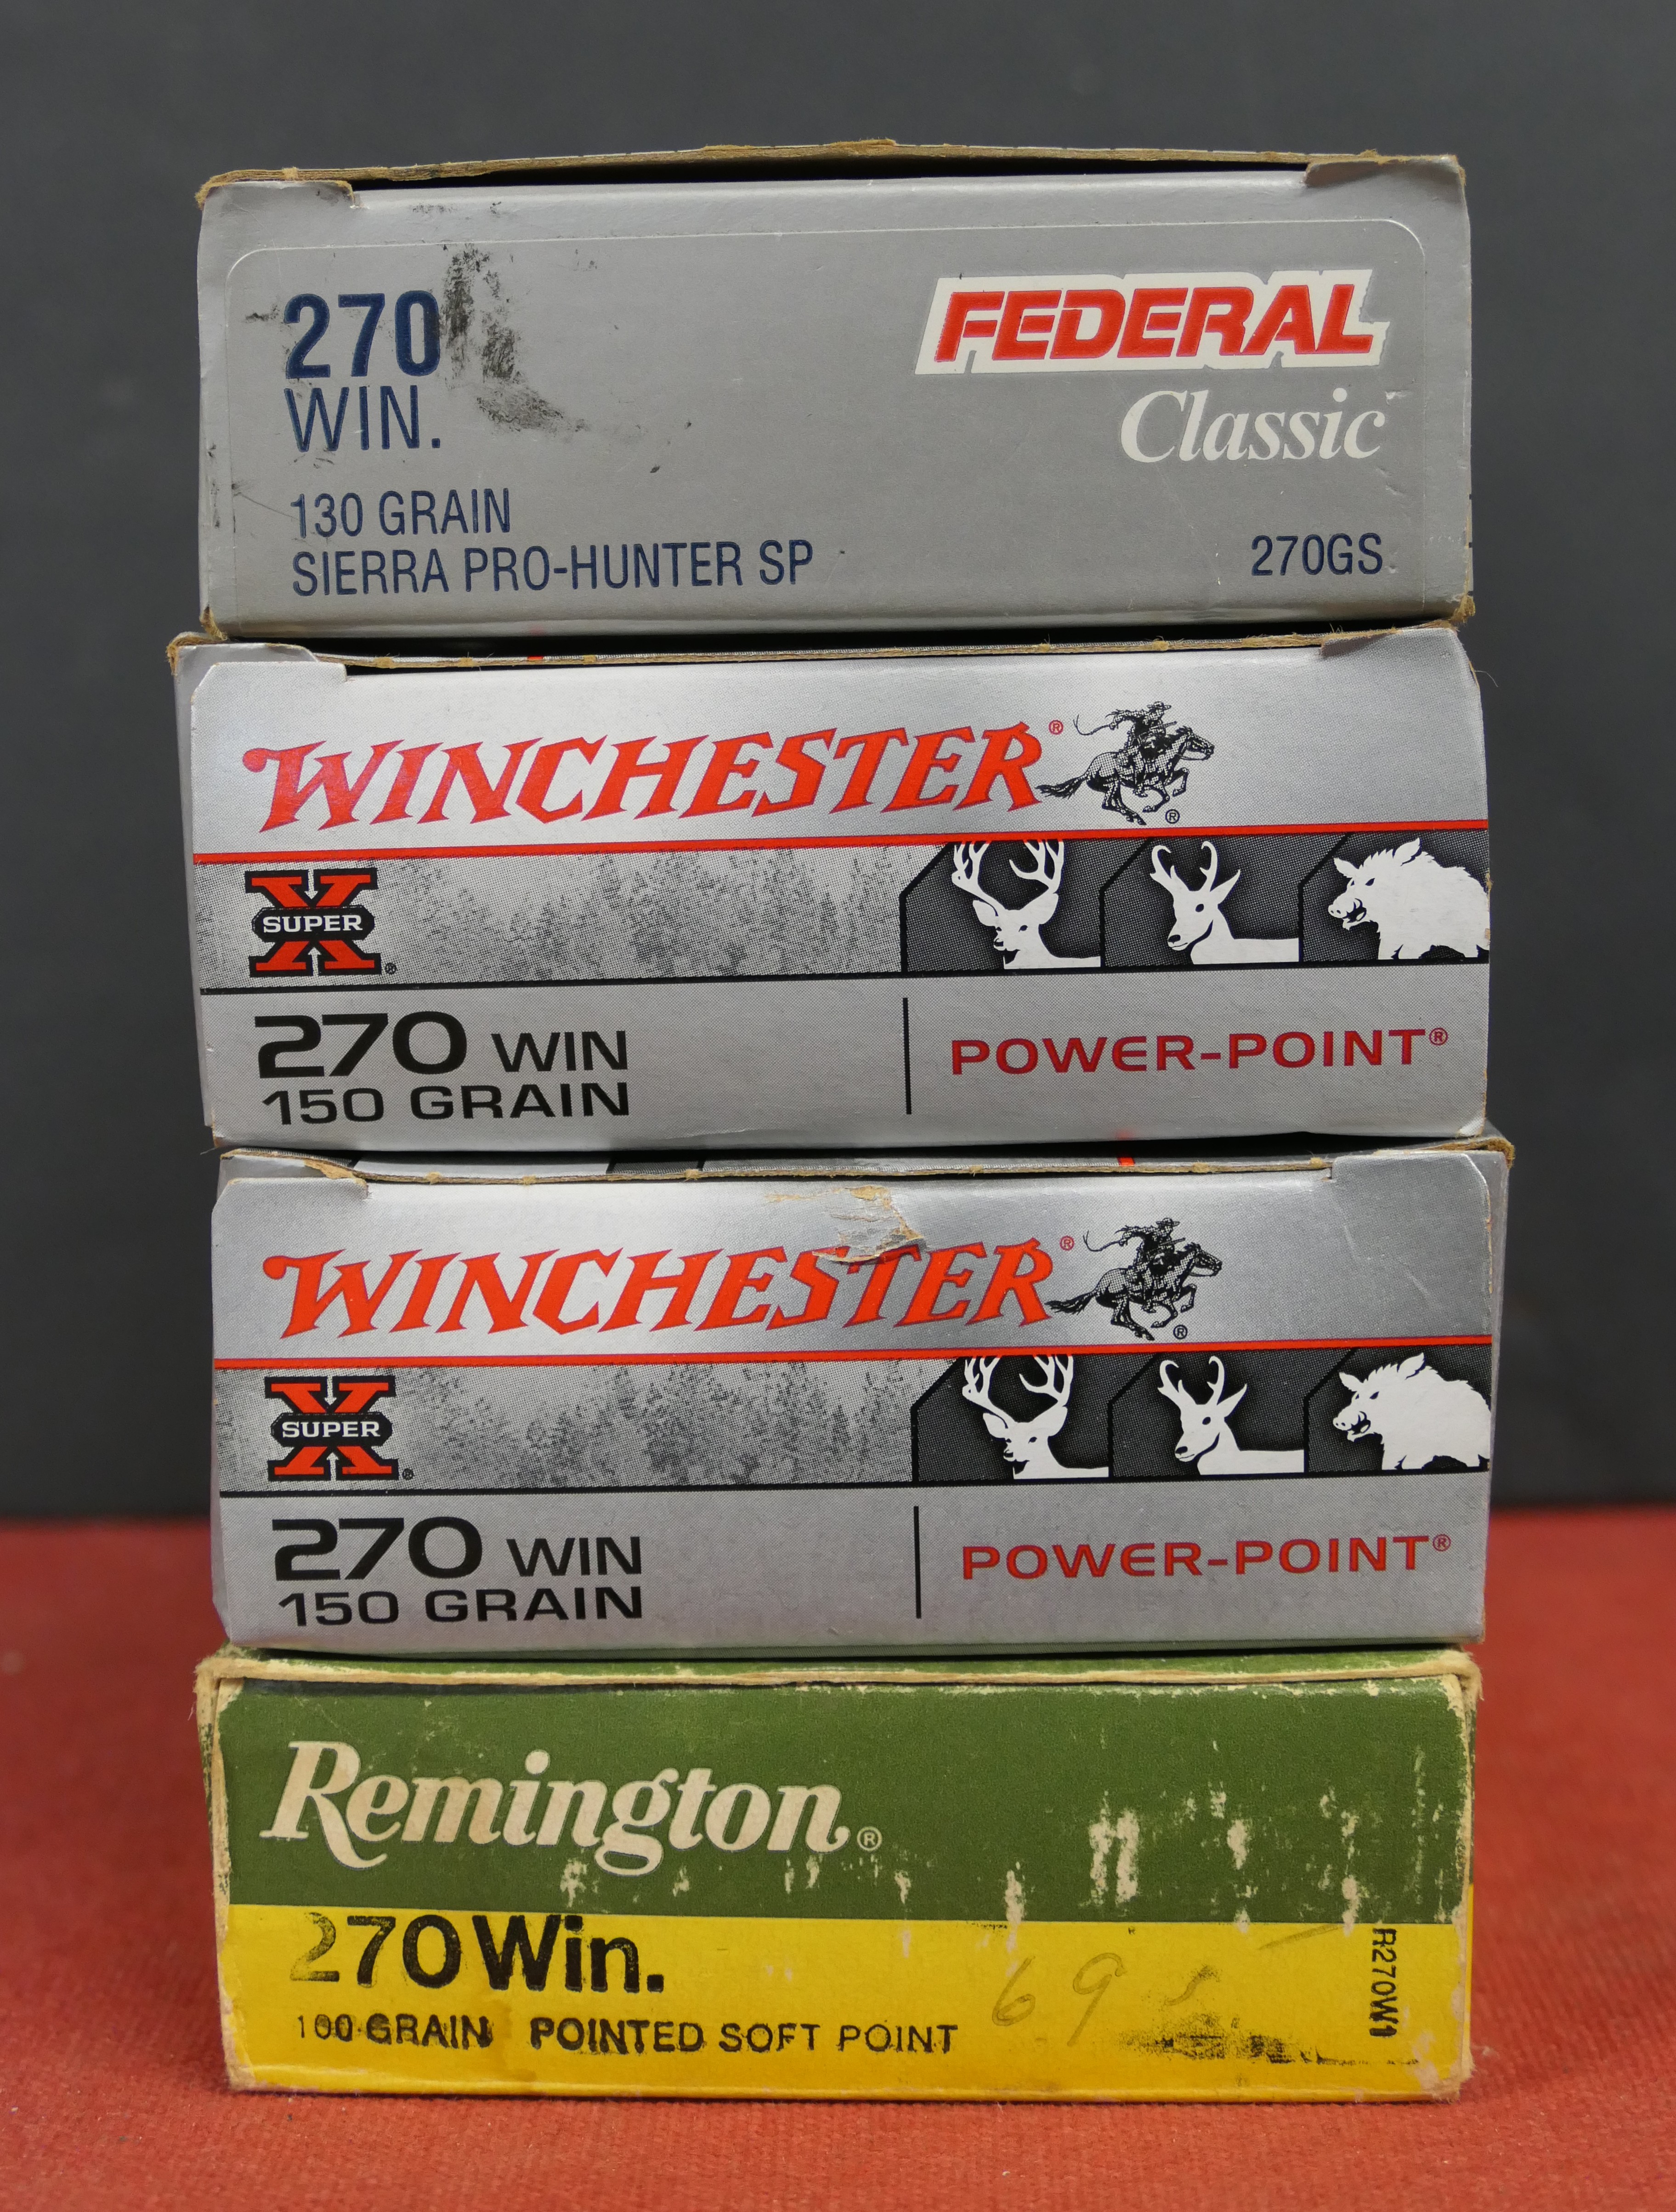 270
WIN.
130 GRAIN
SIERRA PRO-HUNTER SP
FEDERAL
Classic
270GS
WINCHESTER®
®
SUPER X®
270 WIN
150 GRAIN
POWER-POINT®
WINCHESTER®
®
SUPER X®
270 WIN
150 GRAIN
POWER-POINT®
Remington®
270 Win.
100 GRAIN POINTED SOFT POINT
69
R270W1